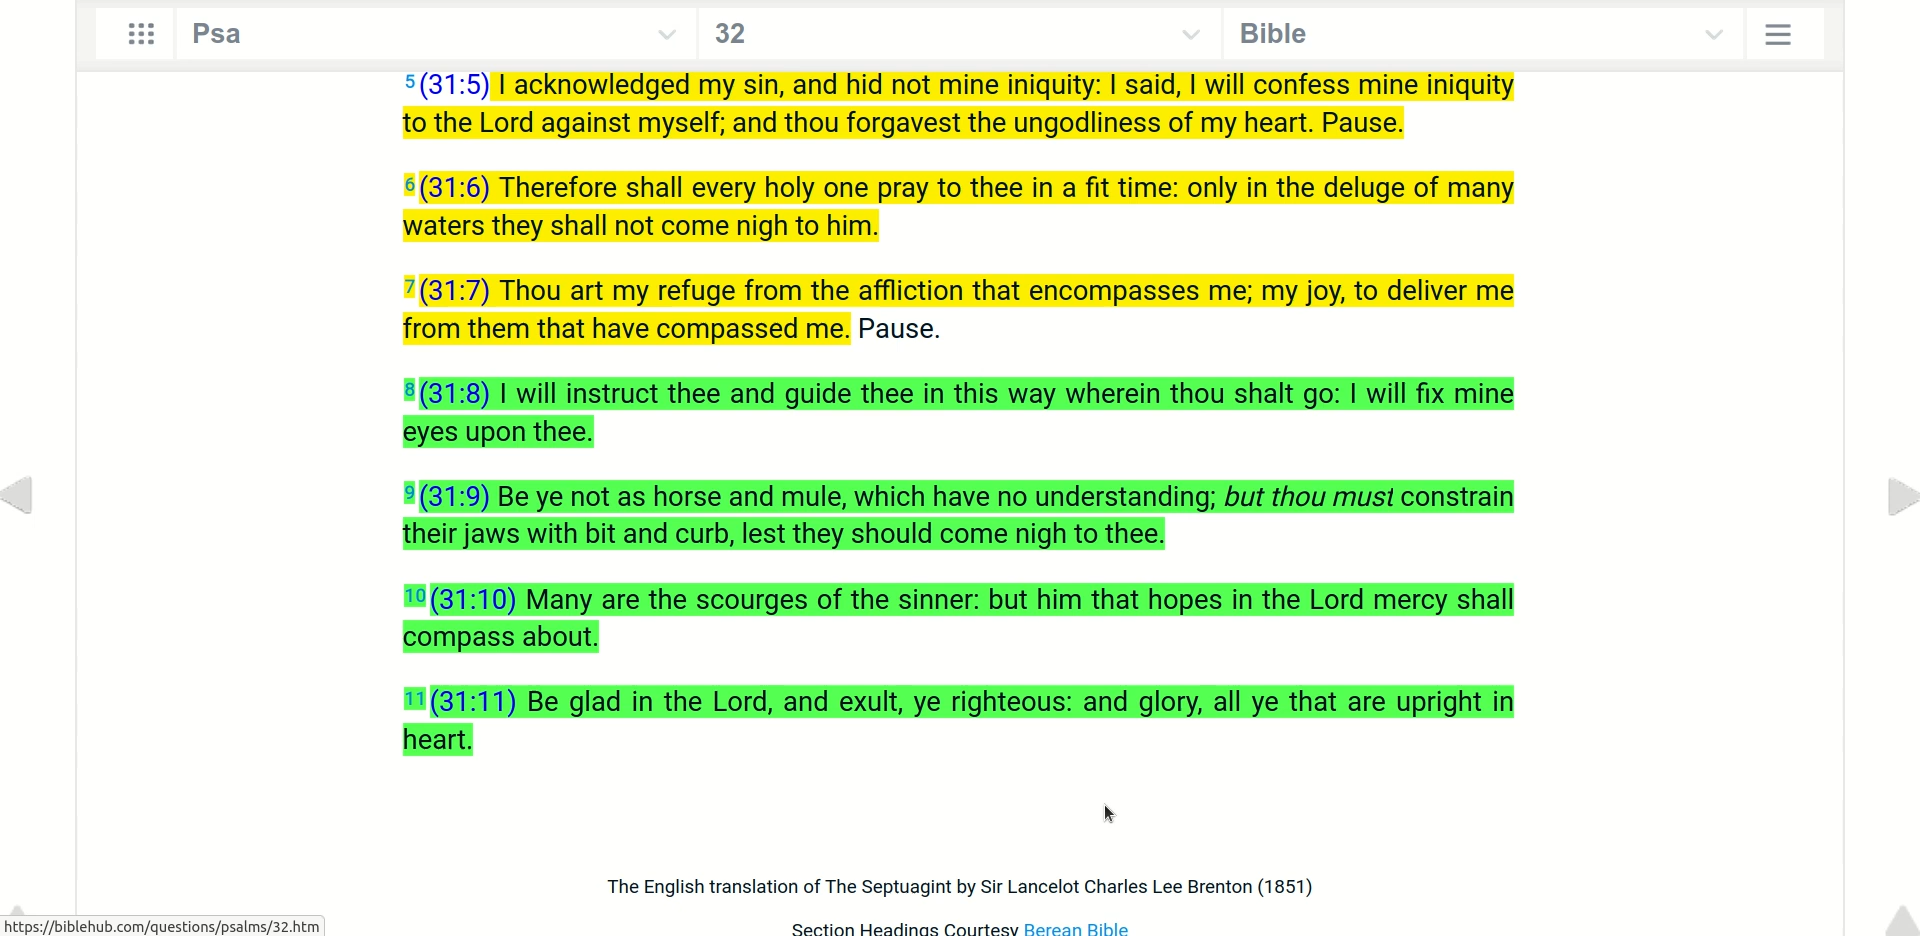 Psa 32 Bible
5 (31:5) I acknowledged my sin, and hid not mine iniquity: I said, I will confess mine iniquity
to the Lord against myself; and thou forgavest the ungodliness of my heart. Pause.
6 (31:6) Therefore shall every holy one pray to thee in a fit time: only in the deluge of many
waters they shall not come nigh to him.
7 (31:7) Thou art my refuge from the affliction that encompasses me; my joy, to deliver me
from them that have compassed me. Pause.
8 (31:8) I will instruct thee and guide thee in this way wherein thou shalt go: I will fix mine
eyes upon thee.
9 (31:9) Be ye not as horse and mule, which have no understanding; but thou must constrain
their jaws with bit and curb, lest they should come nigh to thee.
10 (31:10) Many are the scourges of the sinner: but him that hopes in the Lord mercy shall
compass about.
11 (31:11) Be glad in the Lord, and exult, ye righteous: and glory, all ye that are upright in
heart.
The English translation of The Septuagint by Sir Lancelot Charles Lee Brenton (1851)
https://biblehub.com/questions/psalms/32.htm
Section Headings Courtesy Berean Bible